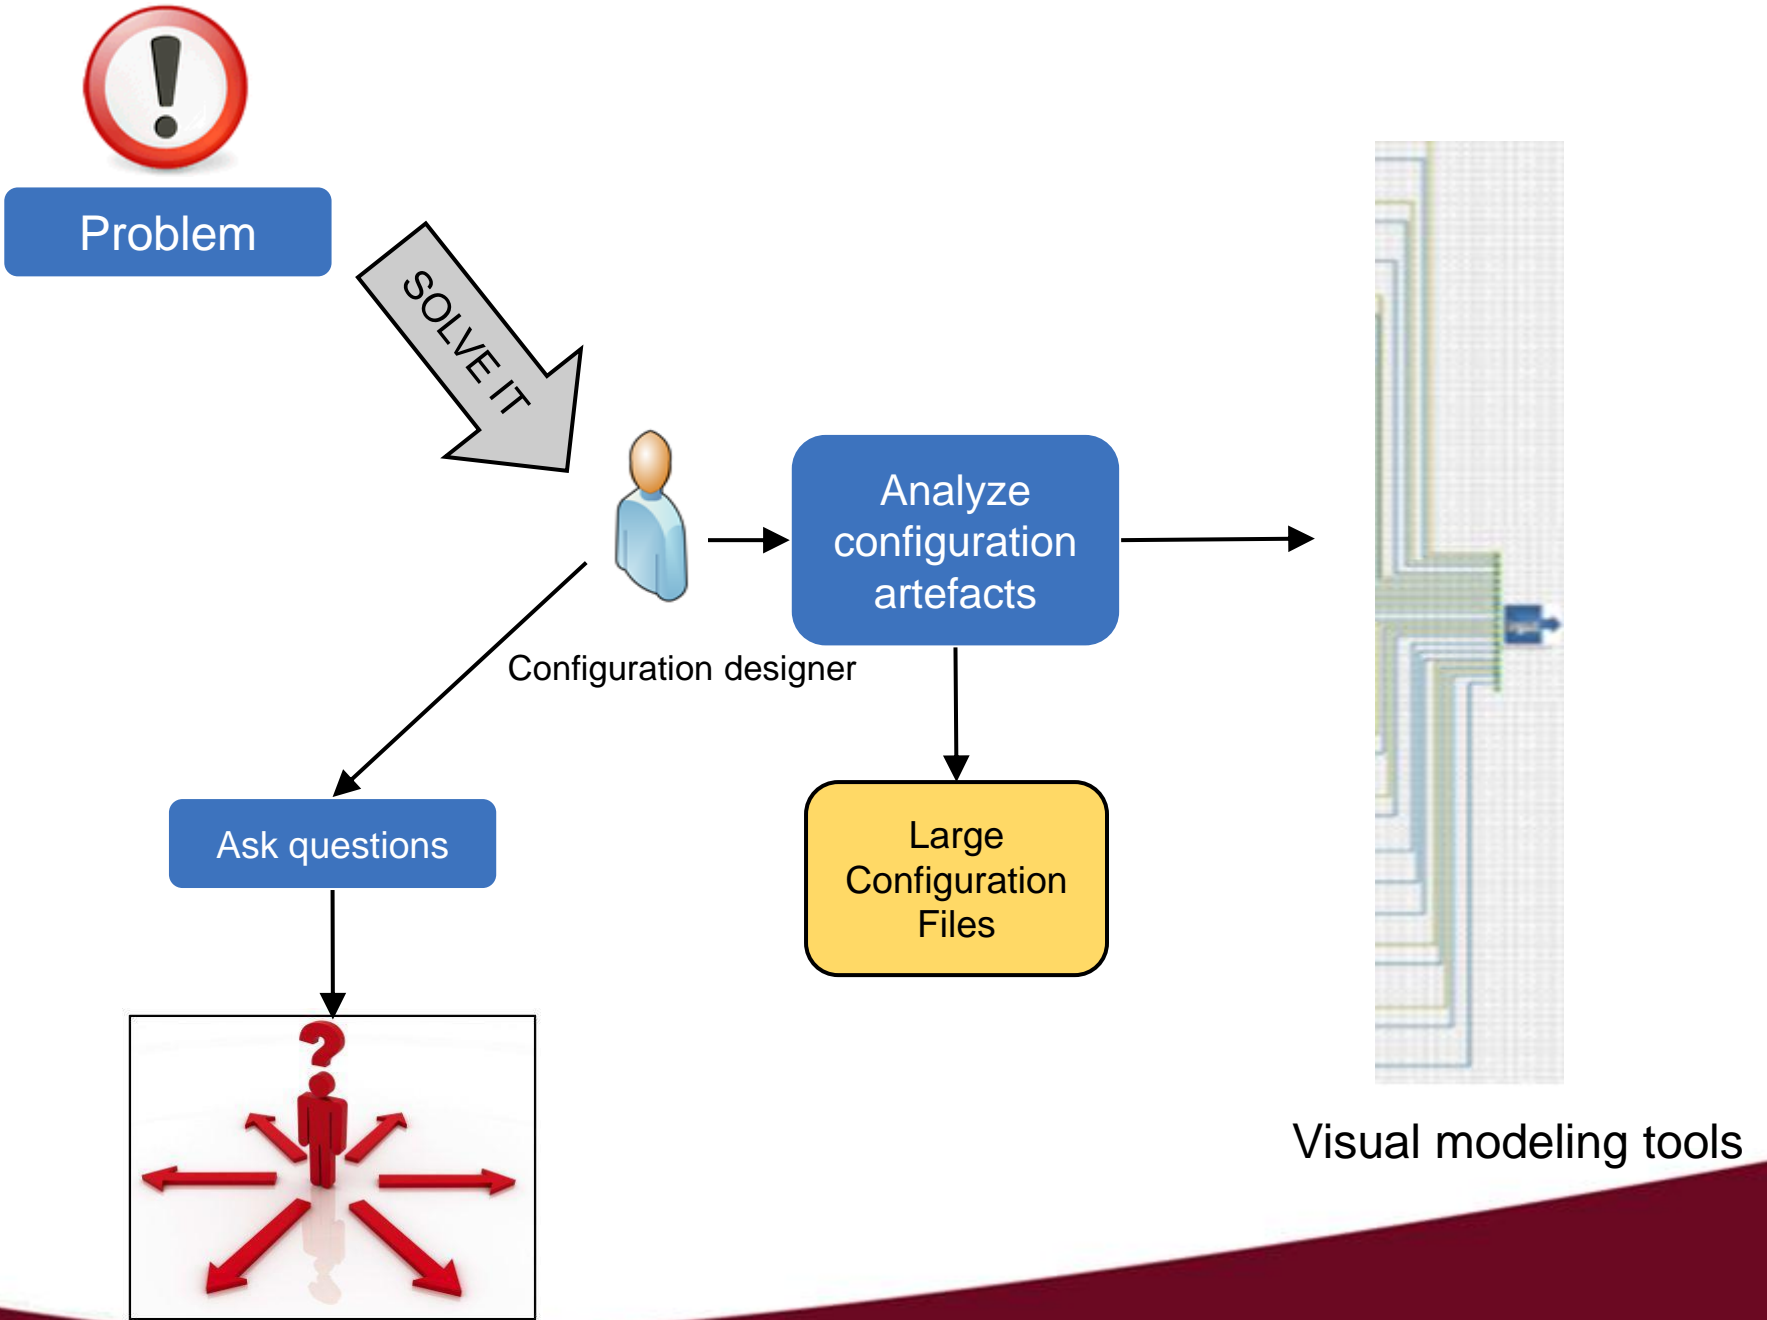 Problem
SOLVE IT
Analyze
configuration
artefacts
Configuration designer
Ask questions
Large
Configuration
Files
?
Visual modeling tools